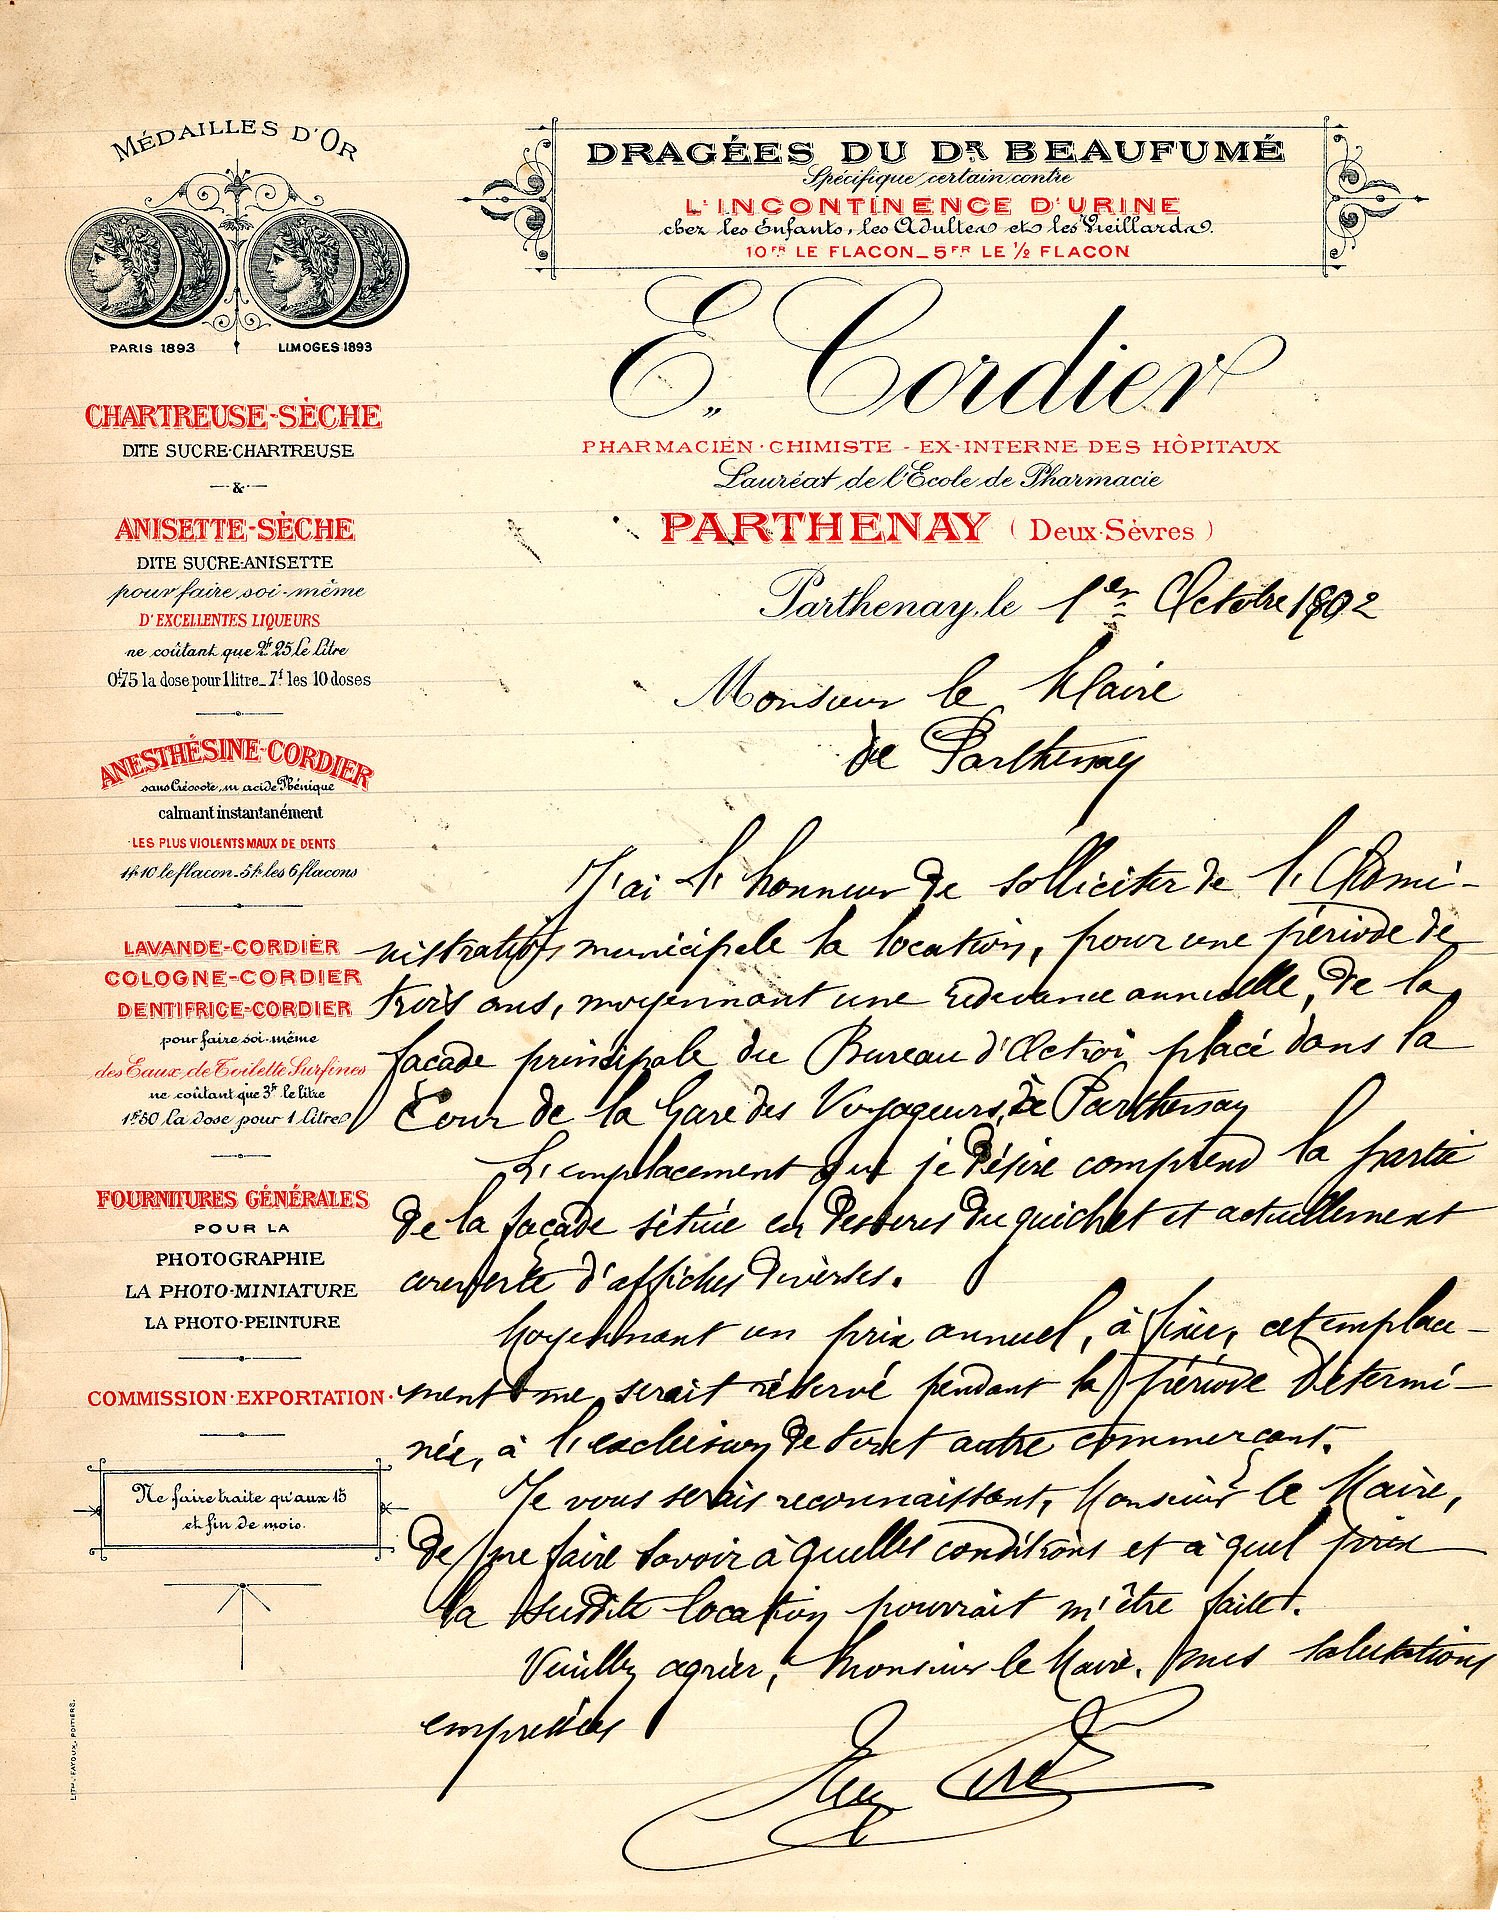 MÉDAILLES D'OR
PARIS 1893
LIMOGES 1893
CHARTREUSE-SÈCHE
DITE SUCRE-CHARTREUSE
&
ANISETTE-SÈCHE
DITE SUCRE-ANISETTE
pour faire soi-même
D'EXCELLENTES LIQUEURS
ne coûtant que 2f 25 le litre
0f75 la dose pour 1 litre_7f les 10 doses
ANESTHÉSINE-CORDIER
sans Créosote, ni acide Phénique
calmant instantanément
LES PLUS VIOLENTS MAUX DE DENTS
1f.10 le flacon_5f. les 6 flacons
LAVANDE-CORDIER
COLOGNE-CORDIER
DENTIFRICE-CORDIER
pour faire soi-même
des Eaux de Toilette Surfines
ne coûtant que 3fr le litre
1f.50 la dose pour 1 litre
FOURNITURES GÉNÉRALES
POUR LA
PHOTOGRAPHIE
LA PHOTO-MINIATURE
LA PHOTO-PEINTURE
COMMISSION·EXPORTATION·
Ne faire traite qu'aux 15
et fin de mois.
LITH. FAYOUX, POITIERS.
DRAGÉES DU DR BEAUFUMÉ
Spécifique certain contre
L'INCONTINENCE D'URINE
chez les Enfants, les Adultes et les Vieillards.
10FR LE FLACON_5FR LE 1/2 FLACON
E. Cordier
PHARMACIEN·CHIMISTE - EX-INTERNE DES HÔPITAUX
Lauréat de l'Ecole de Pharmacie
PARTHENAY (Deux-Sèvres)
Parthenay, le 1er Octobre 1902
Monsieur le Maire
de Parthenay
J'ai l'honneur de solliciter de l'Admi-
nistration municipale la location, pour une période de
trois ans, moyennant une redevance annuelle, de la
façade principale du Bureau d'Octroi placé dans la
Cour de la Gare des Voyageurs de Parthenay
L'emplacement que je désire comprend la partie
de la façade située en dessous du guichet et actuellement
couverte d'affiches diverses.
Moyennant un prix annuel, à fixer, cet emplace-
ment me serait réservé pendant la période détermi-
née, à l'exclusion de tout autre commerçant.
Je vous serais reconnaissant, Monsieur le Maire,
de me faire savoir à quelles conditions et à quel prix
la susdite location pourrait m'être faite.
Veuillez agréer, Monsieur le Maire, mes salutations
empressées